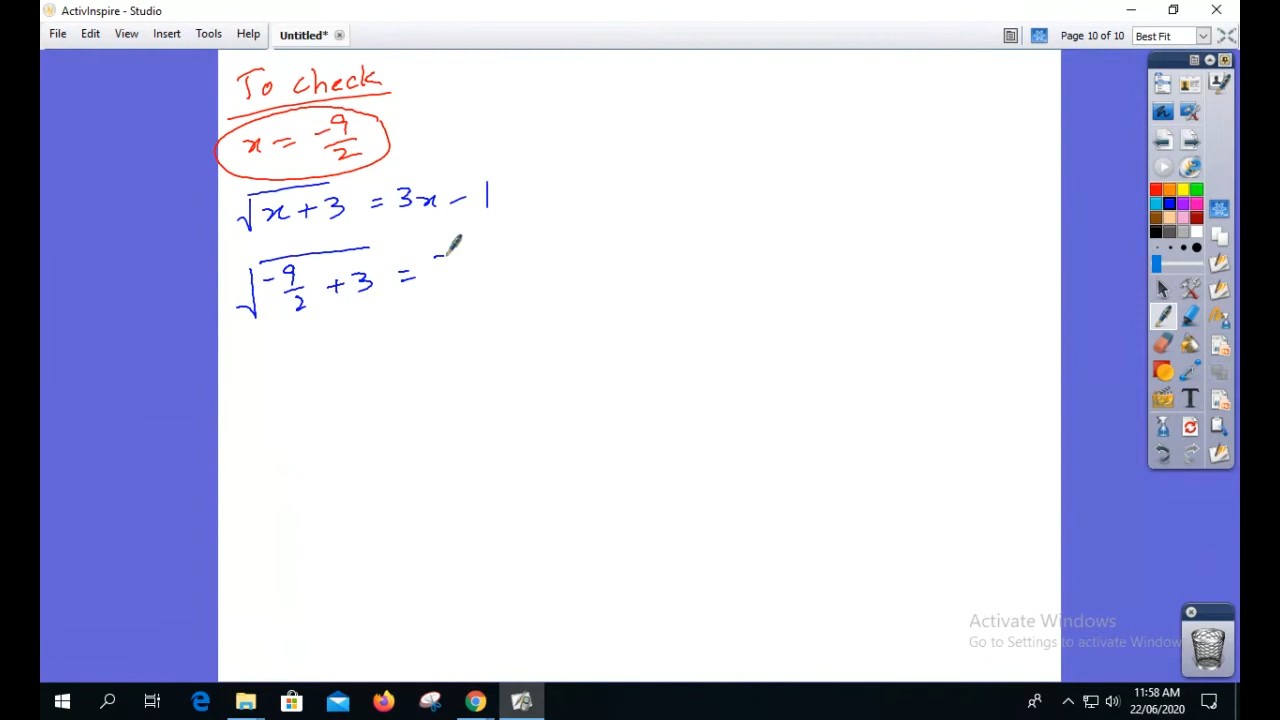 ActivInspire - Studio
File Edit View Insert Tools Help Untitled* Page 10 of 10 Best Fit
To check
x = -9/2
√(x+3) = 3x - 1
√(-9/2 + 3) = -
T
Activate Windows
Go to Settings to activate Window
11:58 AM
22/06/2020